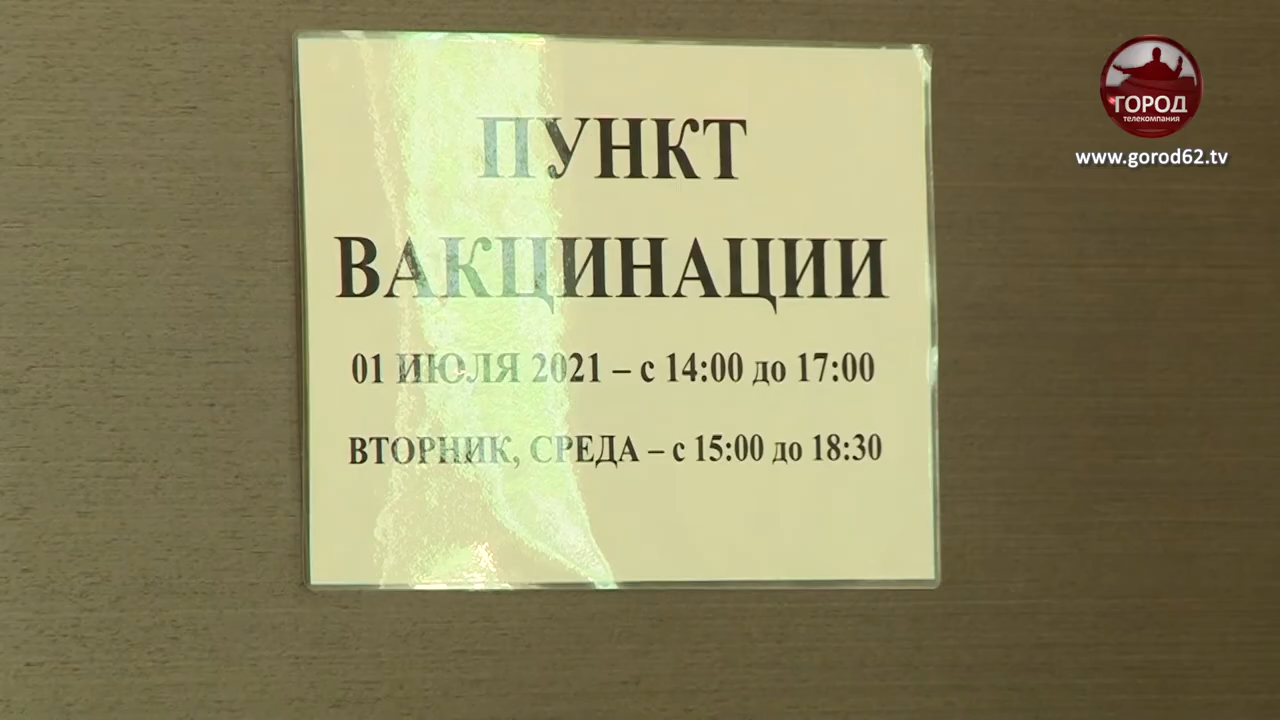 ПУНКТ
ВАКЦИНАЦИИ
01 ИЮЛЯ 2021 – с 14:00 до 17:00
ВТОРНИК, СРЕДА – с 15:00 до 18:30
ГОРОД
телекомпания
www.gorod62.tv